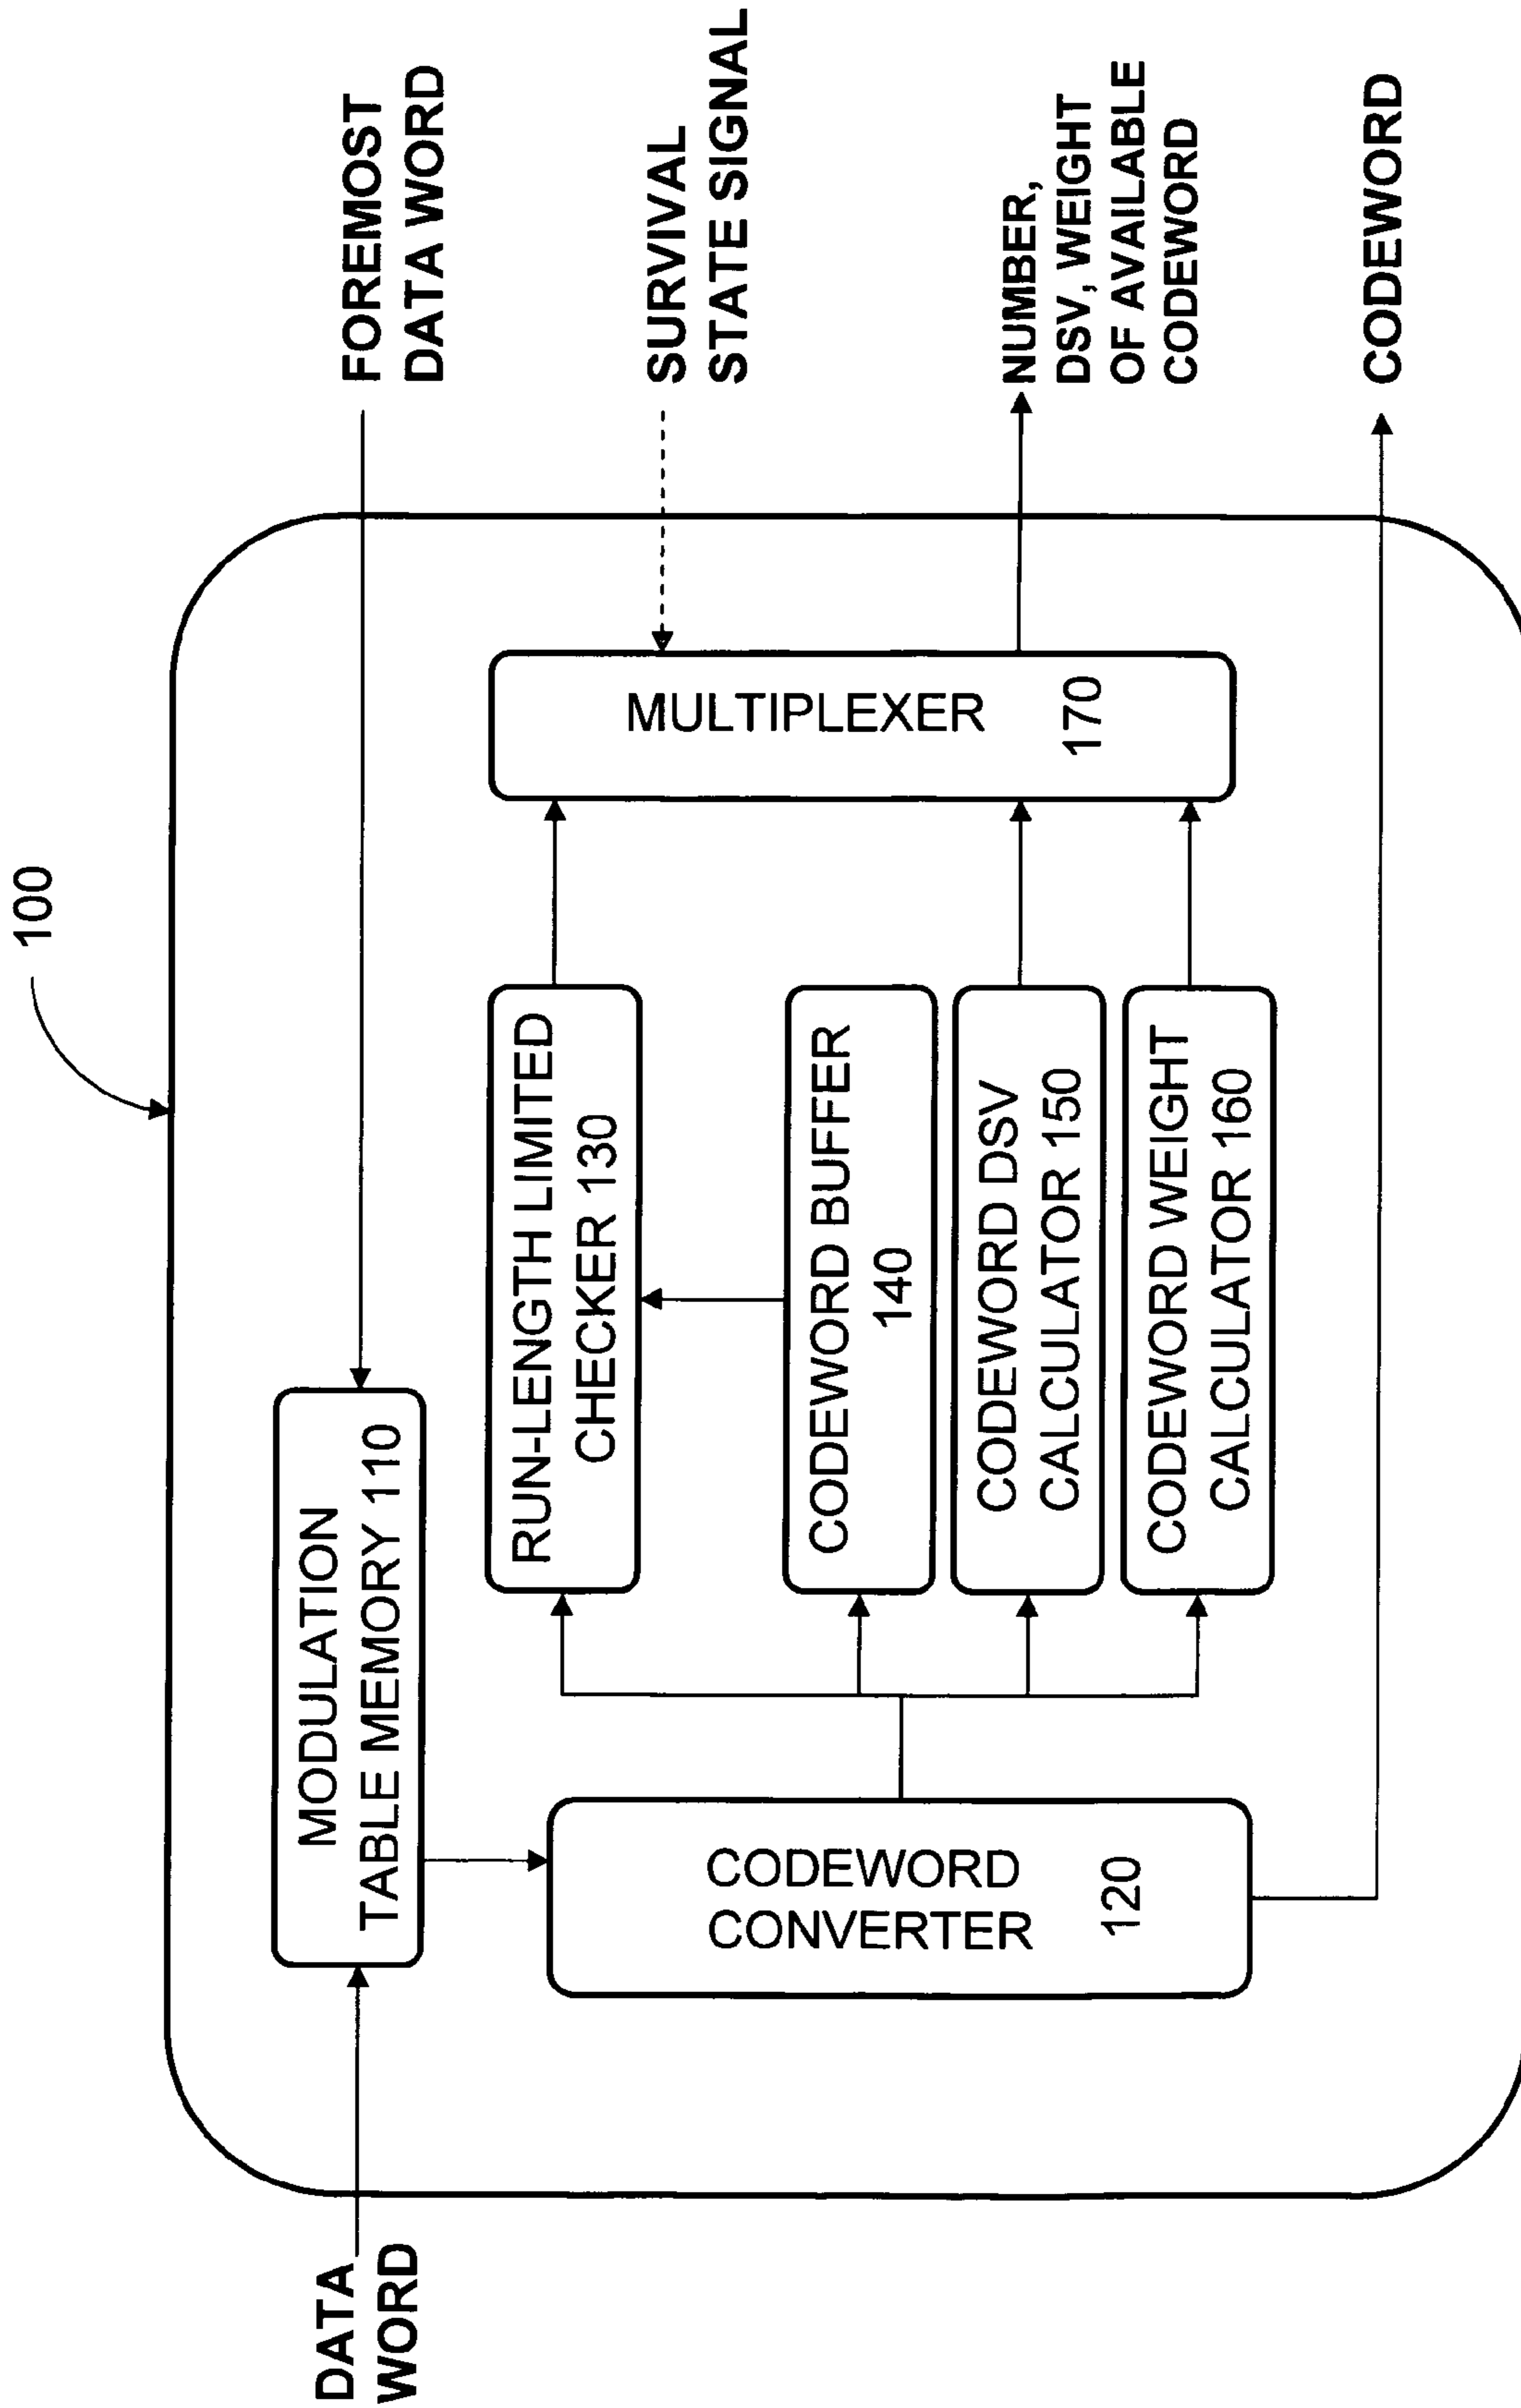 100
DATA
WORD
MODULATION
TABLE MEMORY 110
FOREMOST
DATA WORD
CODEWORD
CONVERTER
120
RUN-LENGTH LIMITED
CHECKER 130
CODEWORD BUFFER
140
CODEWORD DSV
CALCULATOR 150
CODEWORD WEIGHT
CALCULATOR 160
MULTIPLEXER
170
SURVIVAL
STATE SIGNAL
NUMBER,
DSV, WEIGHT
OF AVAILABLE
CODEWORD
CODEWORD